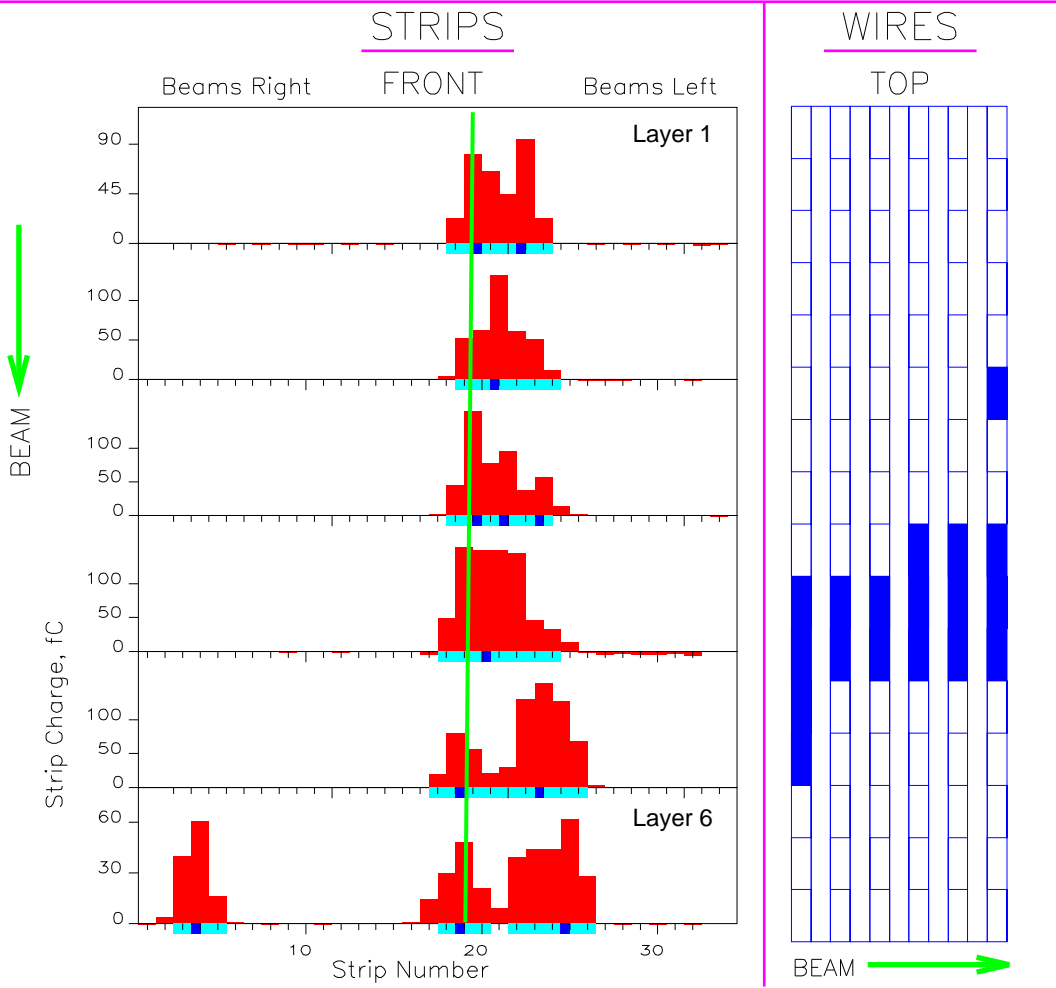 STRIPS
WIRES
Beams Right
FRONT
Beams Left
TOP
Layer 1
90
45
0
100
50
0
100
50
0
100
50
0
100
50
0
Layer 6
60
30
0
10
20
30
Strip Number
Strip Charge, fC
BEAM
BEAM